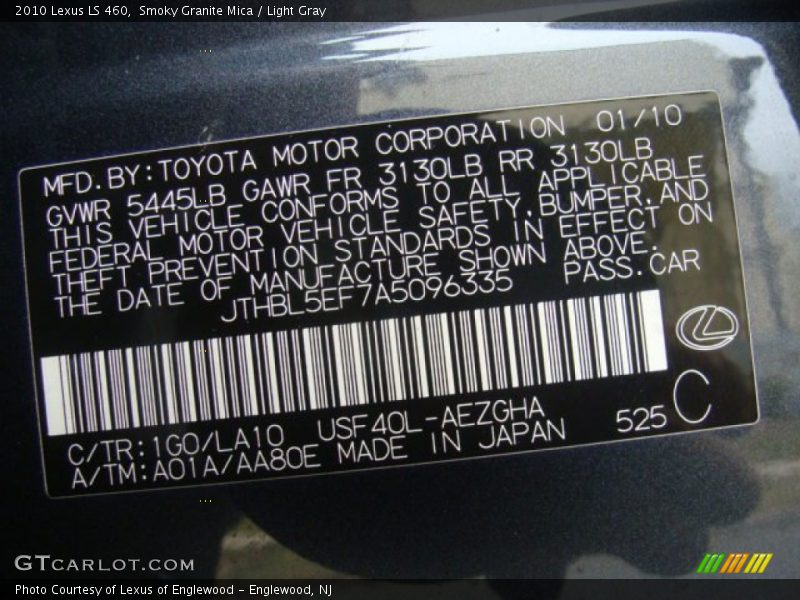 2010 Lexus LS 460, Smoky Granite Mica / Light Gray
MFD.BY:TOYOTA MOTOR CORPORATION 01/10
GVWR 5445LB GAWR FR 3130LB RR 3130LB
THIS VEHICLE CONFORMS TO ALL APPLICABLE
FEDERAL MOTOR VEHICLE SAFETY,BUMPER,AND
THEFT PREVENTION STANDARDS IN EFFECT ON
THE DATE OF MANUFACTURE SHOWN ABOVE.
JTHBL5EF7A5096335 PASS.CAR
C/TR:1G0/LA10 USF40L-AEZGHA 525 C
A/TM:A01A/AA80E MADE IN JAPAN
GTCARLOT.COM
Photo Courtesy of Lexus of Englewood - Englewood, NJ